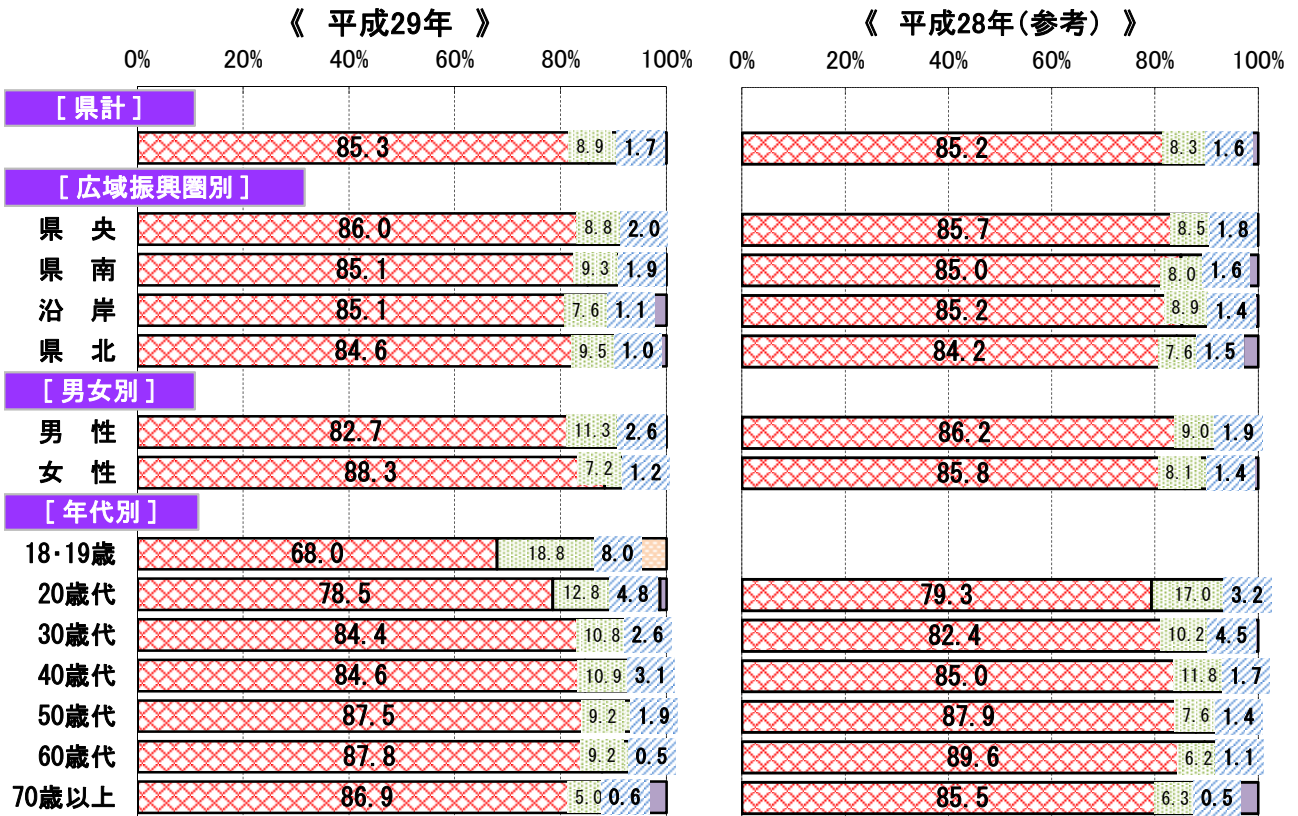 《 平成29年 》 《 平成28年(参考) 》
0% 20% 40% 60% 80% 100% 0% 20% 40% 60% 80% 100%
[ 県計 ]
85.3 8.9 1.7 85.2 8.3 1.6
[ 広域振興圏別 ]
県 央 86.0 8.8 2.0 85.7 8.5 1.8
県 南 85.1 9.3 1.9 85.0 8.0 1.6
沿 岸 85.1 7.6 1.1 85.2 8.9 1.4
県 北 84.6 9.5 1.0 84.2 7.6 1.5
[ 男女別 ]
男 性 82.7 11.3 2.6 86.2 9.0 1.9
女 性 88.3 7.2 1.2 85.8 8.1 1.4
[ 年代別 ]
18・19歳 68.0 18.8 8.0
20歳代 78.5 12.8 4.8 79.3 17.0 3.2
30歳代 84.4 10.8 2.6 82.4 10.2 4.5
40歳代 84.6 10.9 3.1 85.0 11.8 1.7
50歳代 87.5 9.2 1.9 87.9 7.6 1.4
60歳代 87.8 9.2 0.5 89.6 6.2 1.1
70歳以上 86.9 5.0 0.6 85.5 6.3 0.5